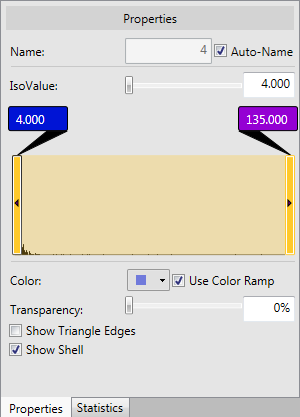 Properties
Name: 4 Auto-Name
IsoValue: 4.000
4.000 135.000
Color: Use Color Ramp
Transparency: 0%
Show Triangle Edges
Show Shell
Properties Statistics